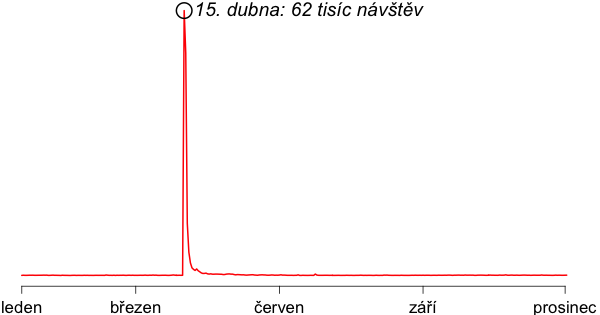 15. dubna: 62 tisíc návštěv
leden březen červen září prosinec